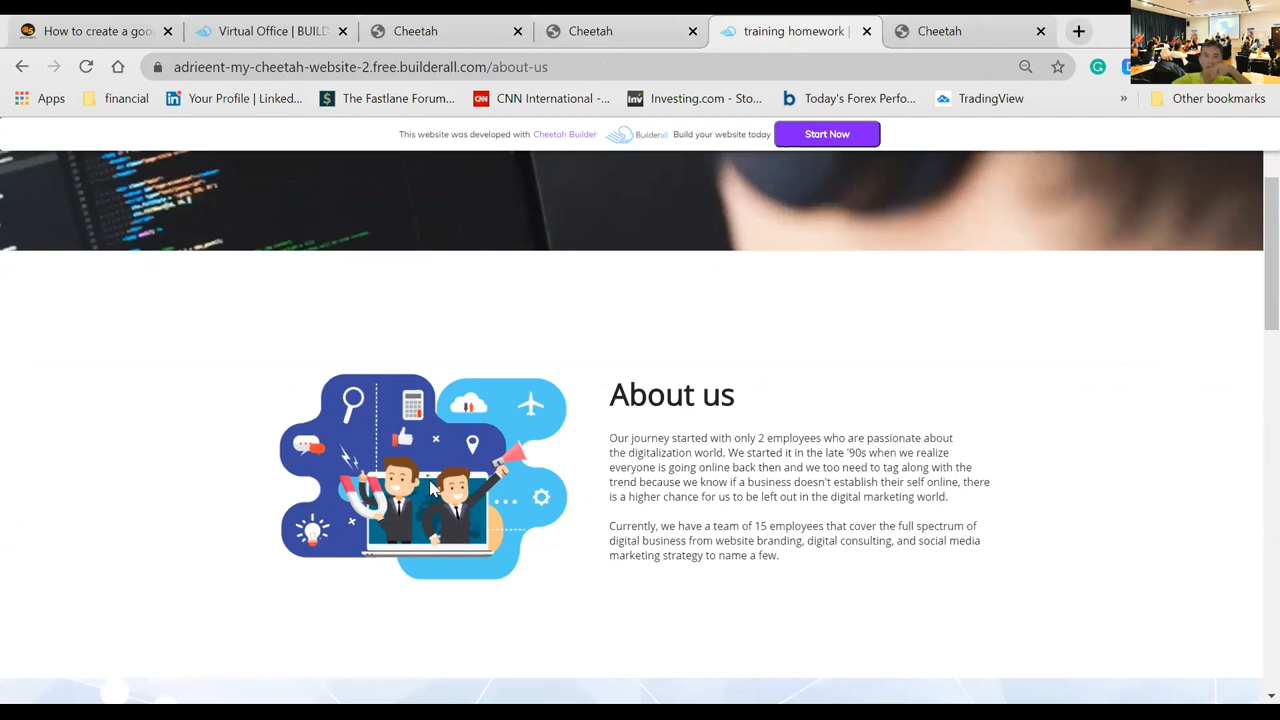 How to create a goo
Virtual Office | BUILD
Cheetah
Cheetah
training homework |
Cheetah
adrieent-my-cheetah-website-2.free.builderall.com/about-us
Apps
financial
Your Profile | Linked...
The Fastlane Forum...
CNN International -...
Investing.com - Sto...
Today's Forex Perfo...
TradingView
»
Other bookmarks
This website was developed with Cheetah Builder
Builderall
Build your website today
Start Now
About us
Our journey started with only 2 employees who are passionate about
the digitalization world. We started it in the late '90s when we realize
everyone is going online back then and we too need to tag along with the
trend because we know if a business doesn't establish their self online, there
is a higher chance for us to be left out in the digital marketing world.
Currently, we have a team of 15 employees that cover the full spectrum of
digital business from website branding, digital consulting, and social media
marketing strategy to name a few.